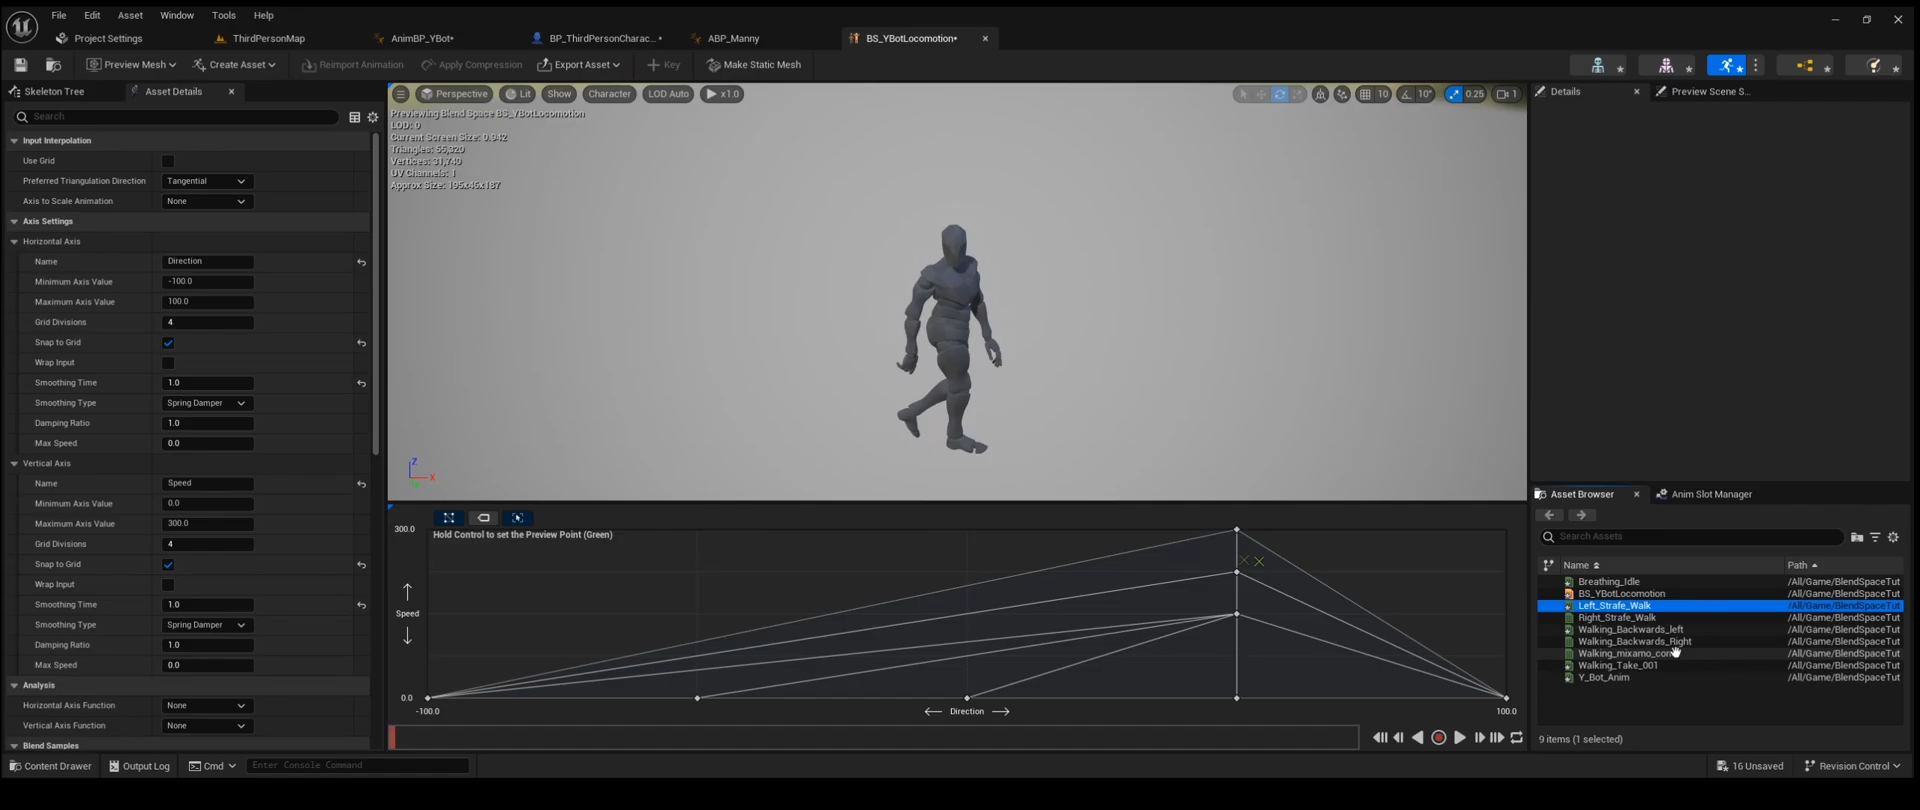 File Edit Asset Window Tools Help
Project Settings ThirdPersonMap AnimBP_YBot• BP_ThirdPersonCharac...• ABP_Manny BS_YBotLocomotion•
Preview Mesh Create Asset Reimport Animation Apply Compression Export Asset Key Make Static Mesh
Skeleton Tree Asset Details
Search
Input Interpolation
Use Grid
Preferred Triangulation Direction Tangential
Axis to Scale Animation None
Axis Settings
Horizontal Axis
Name Direction
Minimum Axis Value -100.0
Maximum Axis Value 100.0
Grid Divisions 4
Snap to Grid
Wrap Input
Smoothing Time 1.0
Smoothing Type Spring Damper
Damping Ratio 1.0
Max Speed 0.0
Vertical Axis
Name Speed
Minimum Axis Value 0.0
Maximum Axis Value 300.0
Grid Divisions 4
Snap to Grid
Wrap Input
Smoothing Time 1.0
Smoothing Type Spring Damper
Damping Ratio 1.0
Max Speed 0.0
Analysis
Horizontal Axis Function None
Vertical Axis Function None
Blend Samples
Perspective Lit Show Character LOD Auto x1.0 10 10° 0.25 1
Previewing Blend Space BS_YBotLocomotion
LOD: 0
Current Screen Size: 0.942
Triangles: 55,320
Vertices: 31,740
UV Channels: 1
Approx Size: 195x46x187
Z
X
300.0
Hold Control to set the Preview Point (Green)
Speed
0.0
-100.0 Direction 100.0
Details Preview Scene S...
Asset Browser Anim Slot Manager
Search Assets
Name Path
Breathing_Idle /All/Game/BlendSpaceTut
BS_YBotLocomotion /All/Game/BlendSpaceTut
Left_Strafe_Walk /All/Game/BlendSpaceTut
Right_Strafe_Walk /All/Game/BlendSpaceTut
Walking_Backwards_left /All/Game/BlendSpaceTut
Walking_Backwards_Right /All/Game/BlendSpaceTut
Walking_mixamo_com /All/Game/BlendSpaceTut
Walking_Take_001 /All/Game/BlendSpaceTut
Y_Bot_Anim /All/Game/BlendSpaceTut
9 items (1 selected)
Content Drawer Output Log Cmd Enter Console Command 16 Unsaved Revision Control